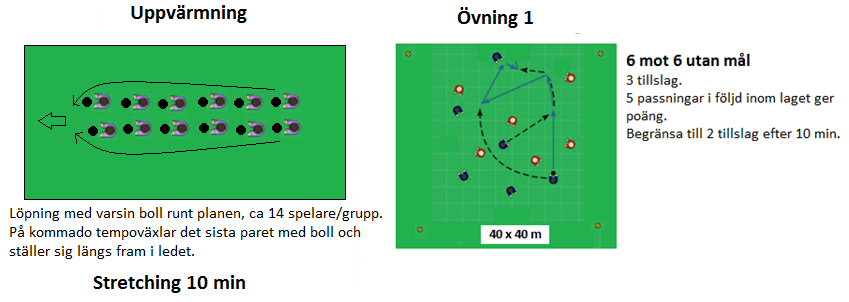 Uppvärmning
Löpning med varsin boll runt planen, ca 14 spelare/grupp.
På kommado tempoväxlar det sista paret med boll och
ställer sig längs fram i ledet.
Stretching 10 min
Övning 1
40 x 40 m
6 mot 6 utan mål
3 tillslag.
5 passningar i följd inom laget ger
poäng.
Begränsa till 2 tillslag efter 10 min.